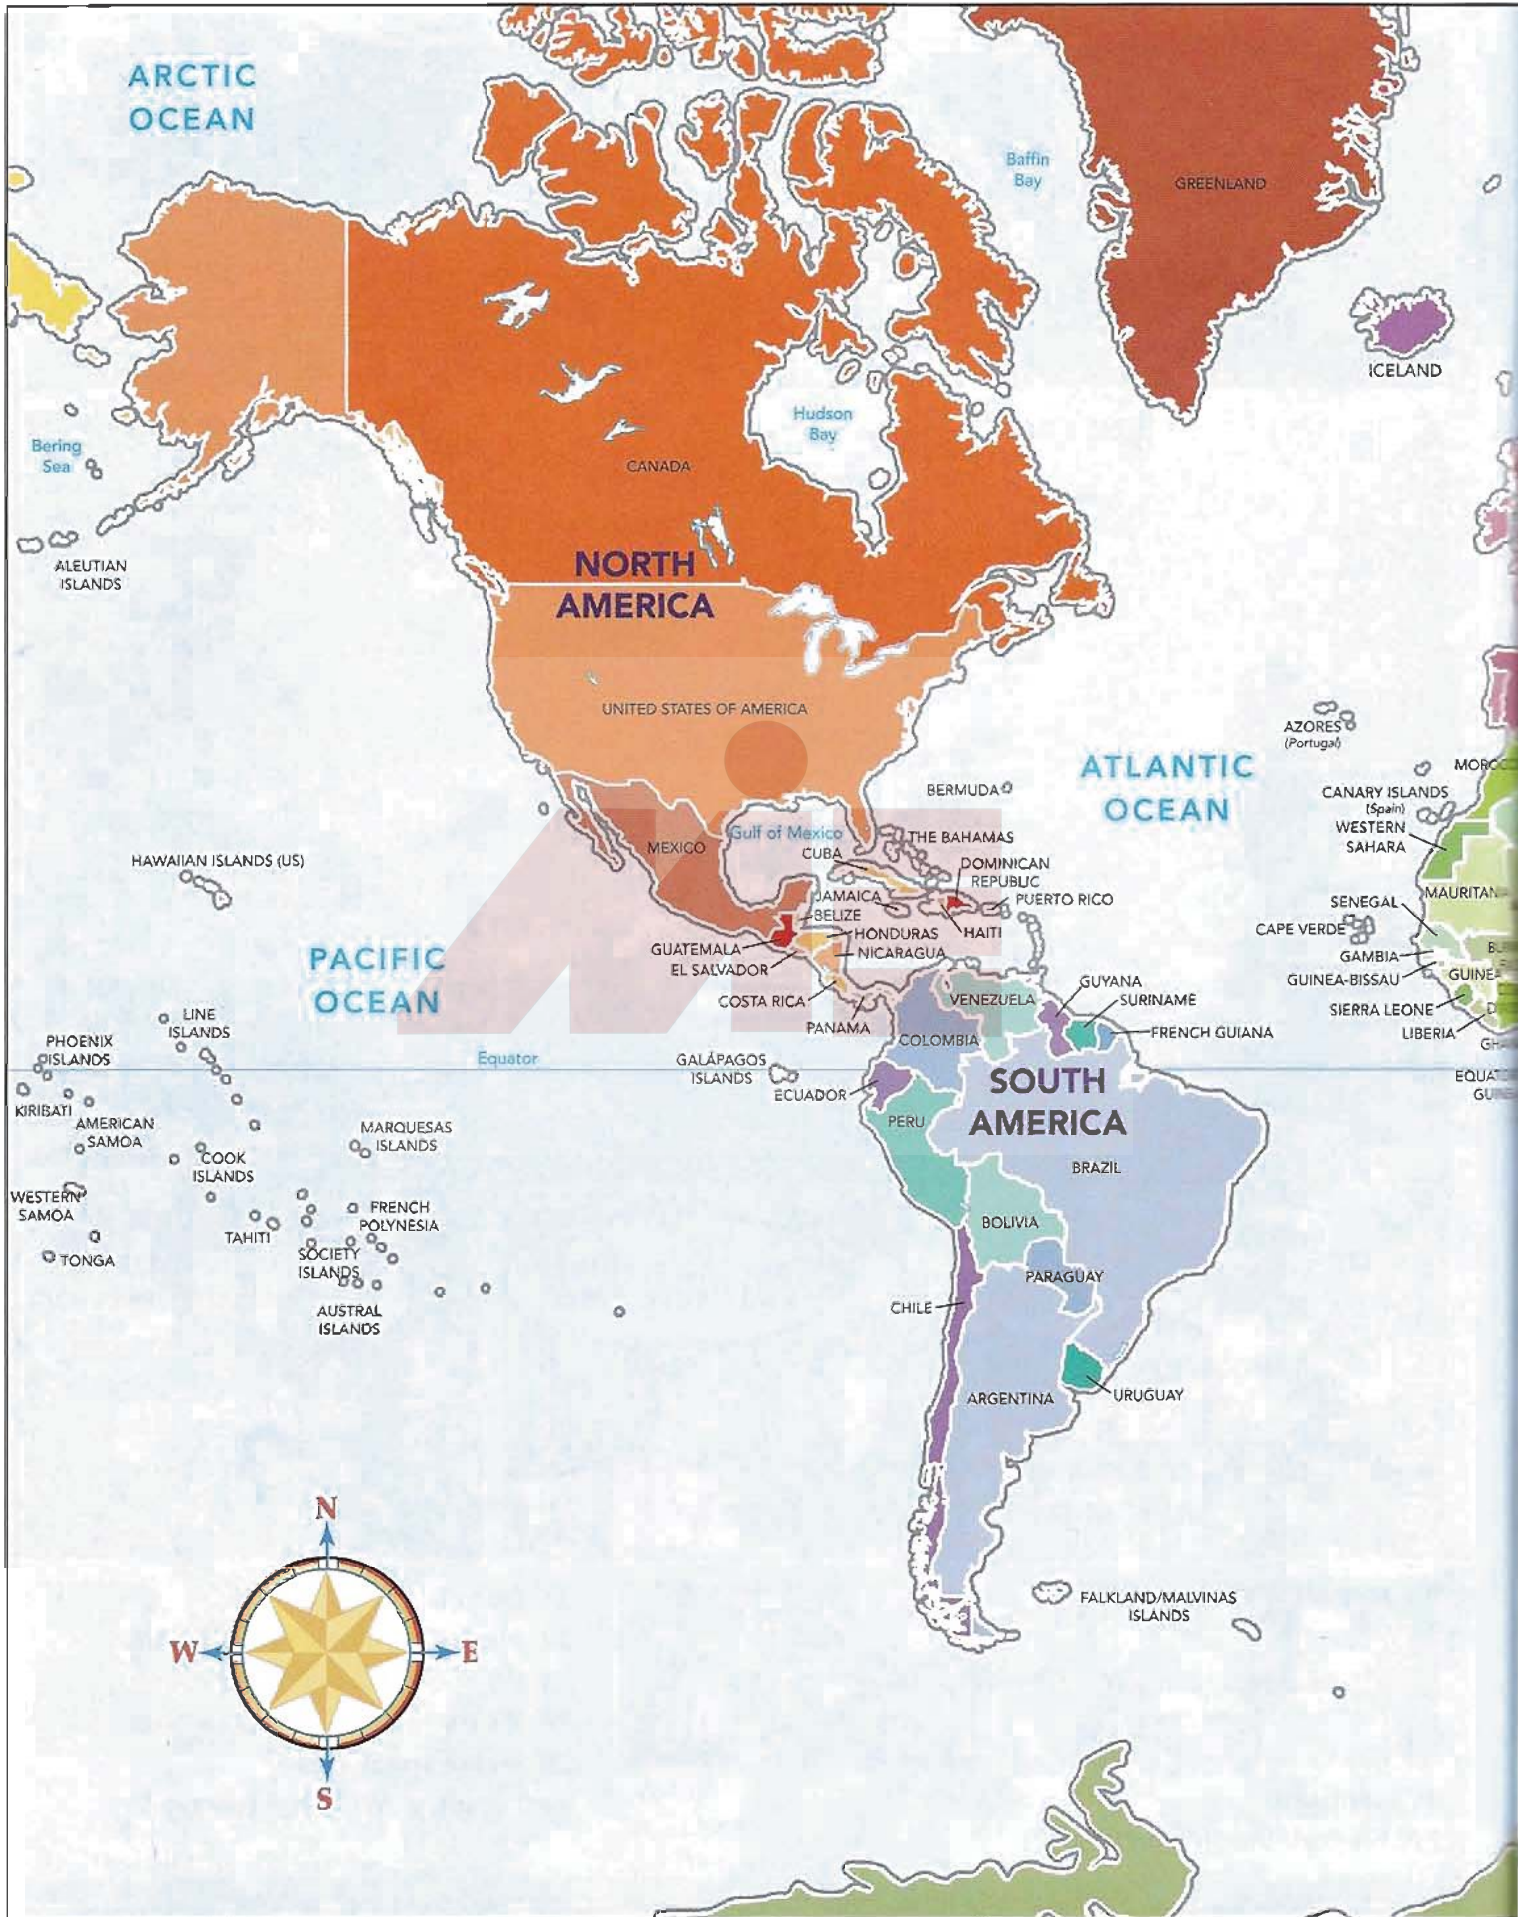 ARCTIC
OCEAN
Baffin
Bay
GREENLAND
ICELAND
Hudson
Bay
Bering
Sea
CANADA
ALEUTIAN
ISLANDS
NORTH
AMERICA
UNITED STATES OF AMERICA
AZORES
(Portugal)
ATLANTIC
OCEAN
BERMUDA
CANARY ISLANDS
(Spain)
WESTERN
SAHARA
Gulf of Mexico
THE BAHAMAS
MEXICO
CUBA
HAWAIIAN ISLANDS (US)
DOMINICAN
REPUBLIC
JAMAICA
PUERTO RICO
BELIZE
SENEGAL
HONDURAS
HAITI
CAPE VERDE
GUATEMALA
NICARAGUA
EL SALVADOR
GAMBIA
GUINEA-BISSAU
PACIFIC
OCEAN
COSTA RICA
VENEZUELA
GUYANA
SURINAME
SIERRA LEONE
PANAMA
FRENCH GUIANA
LIBERIA
LINE
ISLANDS
PHOENIX
ISLANDS
COLOMBIA
Equator
GALÁPAGOS
ISLANDS
SOUTH
AMERICA
ECUADOR
KIRIBATI
AMERICAN
SAMOA
MARQUESAS
ISLANDS
PERU
COOK
ISLANDS
BRAZIL
WESTERN
SAMOA
FRENCH
POLYNESIA
TAHITI
BOLIVIA
TONGA
SOCIETY
ISLANDS
PARAGUAY
AUSTRAL
ISLANDS
CHILE
ARGENTINA
URUGUAY
N
W
E
S
FALKLAND/MALVINAS
ISLANDS